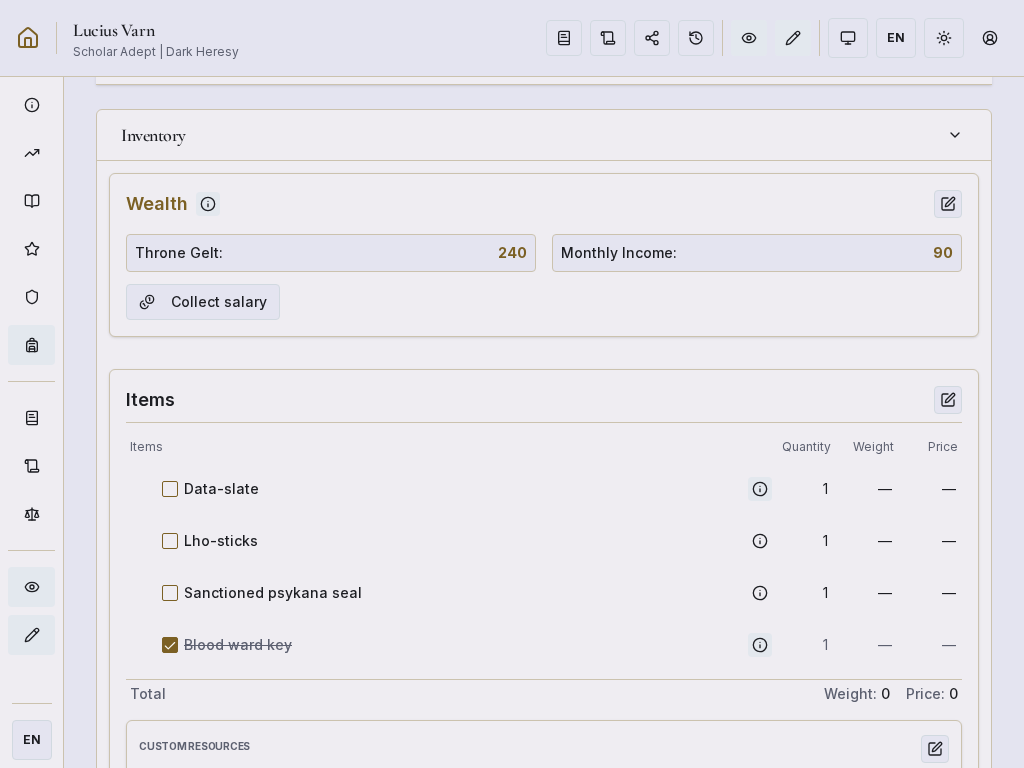 Lucius Varn
Scholar Adept | Dark Heresy
EN
Inventory
Wealth
Throne Gelt: 240
Monthly Income: 90
Collect salary
Items
Items Quantity Weight Price
Data-slate 1 — —
Lho-sticks 1 — —
Sanctioned psykana seal 1 — —
Blood ward key 1 — —
Total Weight: 0 Price: 0
CUSTOM RESOURCES
EN